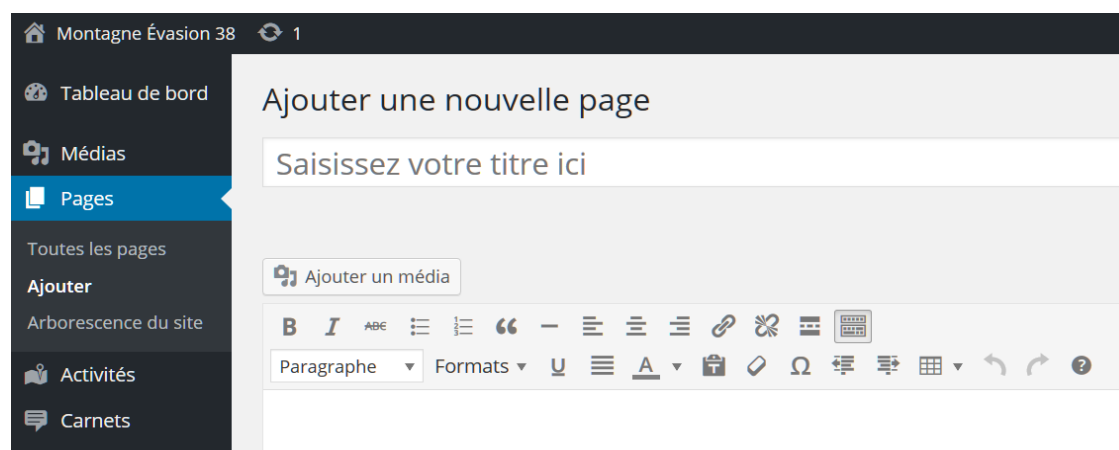 Montagne Évasion 38 1
Tableau de bord
Médias
Pages
Toutes les pages
Ajouter
Arborescence du site
Activités
Carnets
Ajouter une nouvelle page
Saisissez votre titre ici
Ajouter un média
B I ABC
Paragraphe Formats U A Ω